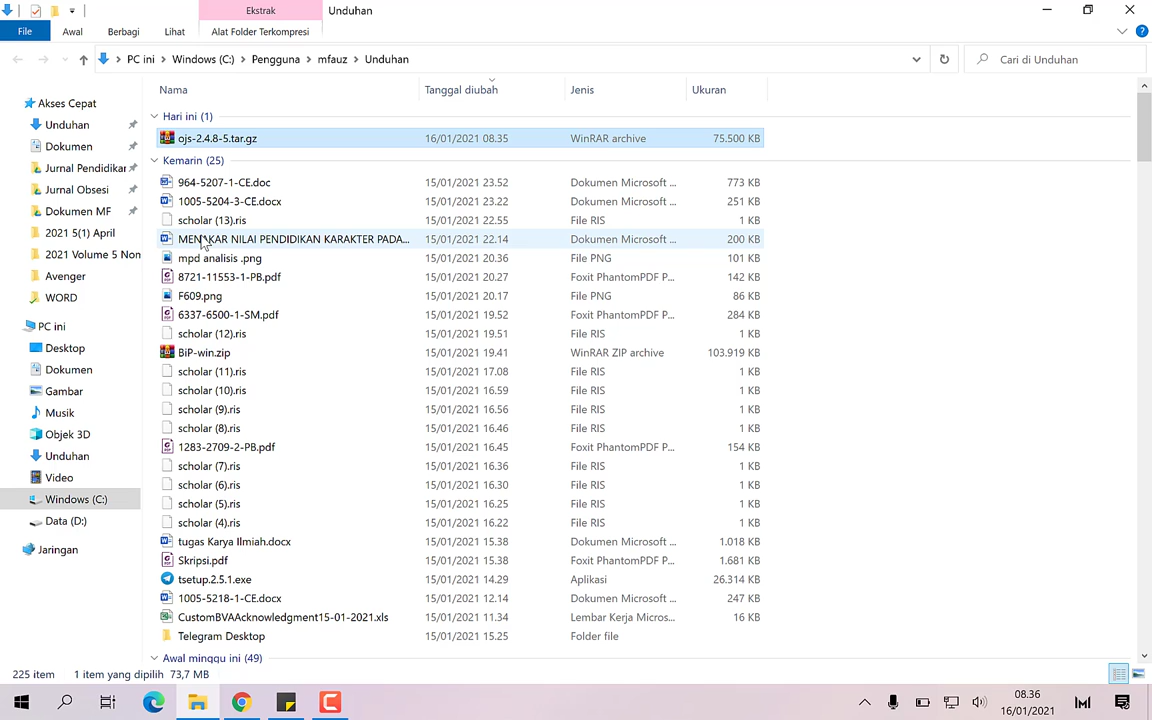 Ekstrak
Unduhan
File
Awal
Berbagi
Lihat
Alat Folder Terkompresi
PC ini
Windows (C:)
Pengguna
mfauz
Unduhan
Cari di Unduhan
Nama
Tanggal diubah
Jenis
Ukuran
Akses Cepat
Unduhan
Dokumen
Jurnal Pendidikar
Jurnal Obsesi
Dokumen MF
2021 5(1) April
2021 Volume 5 Nom
Avenger
WORD
PC ini
Desktop
Dokumen
Gambar
Musik
Objek 3D
Unduhan
Video
Windows (C:)
Data (D:)
Jaringan
Hari ini (1)
ojs-2.4.8-5.tar.gz 16/01/2021 08.35 WinRAR archive 75.500 KB
Kemarin (25)
964-5207-1-CE.doc 15/01/2021 23.52 Dokumen Microsoft ... 773 KB
1005-5204-3-CE.docx 15/01/2021 23.22 Dokumen Microsoft ... 251 KB
scholar (13).ris 15/01/2021 22.55 File RIS 1 KB
MENAKAR NILAI PENDIDIKAN KARAKTER PADA... 15/01/2021 22.14 Dokumen Microsoft ... 200 KB
mpd analisis .png 15/01/2021 20.36 File PNG 101 KB
8721-11553-1-PB.pdf 15/01/2021 20.27 Foxit PhantomPDF P... 142 KB
F609.png 15/01/2021 20.17 File PNG 86 KB
6337-6500-1-SM.pdf 15/01/2021 19.52 Foxit PhantomPDF P... 284 KB
scholar (12).ris 15/01/2021 19.51 File RIS 1 KB
BiP-win.zip 15/01/2021 19.41 WinRAR ZIP archive 103.919 KB
scholar (11).ris 15/01/2021 17.08 File RIS 1 KB
scholar (10).ris 15/01/2021 16.59 File RIS 1 KB
scholar (9).ris 15/01/2021 16.56 File RIS 1 KB
scholar (8).ris 15/01/2021 16.46 File RIS 1 KB
1283-2709-2-PB.pdf 15/01/2021 16.45 Foxit PhantomPDF P... 154 KB
scholar (7).ris 15/01/2021 16.36 File RIS 1 KB
scholar (6).ris 15/01/2021 16.30 File RIS 1 KB
scholar (5).ris 15/01/2021 16.25 File RIS 1 KB
scholar (4).ris 15/01/2021 16.22 File RIS 1 KB
tugas Karya Ilmiah.docx 15/01/2021 15.38 Dokumen Microsoft ... 1.018 KB
Skripsi.pdf 15/01/2021 15.38 Foxit PhantomPDF P... 1.681 KB
tsetup.2.5.1.exe 15/01/2021 14.29 Aplikasi 26.314 KB
1005-5218-1-CE.docx 15/01/2021 12.14 Dokumen Microsoft ... 247 KB
CustomBVAAcknowledgment15-01-2021.xls 15/01/2021 11.34 Lembar Kerja Micros... 16 KB
Telegram Desktop 15/01/2021 15.25 Folder file
Awal minggu ini (49)
225 item
1 item yang dipilih 73,7 MB
08.36
16/01/2021